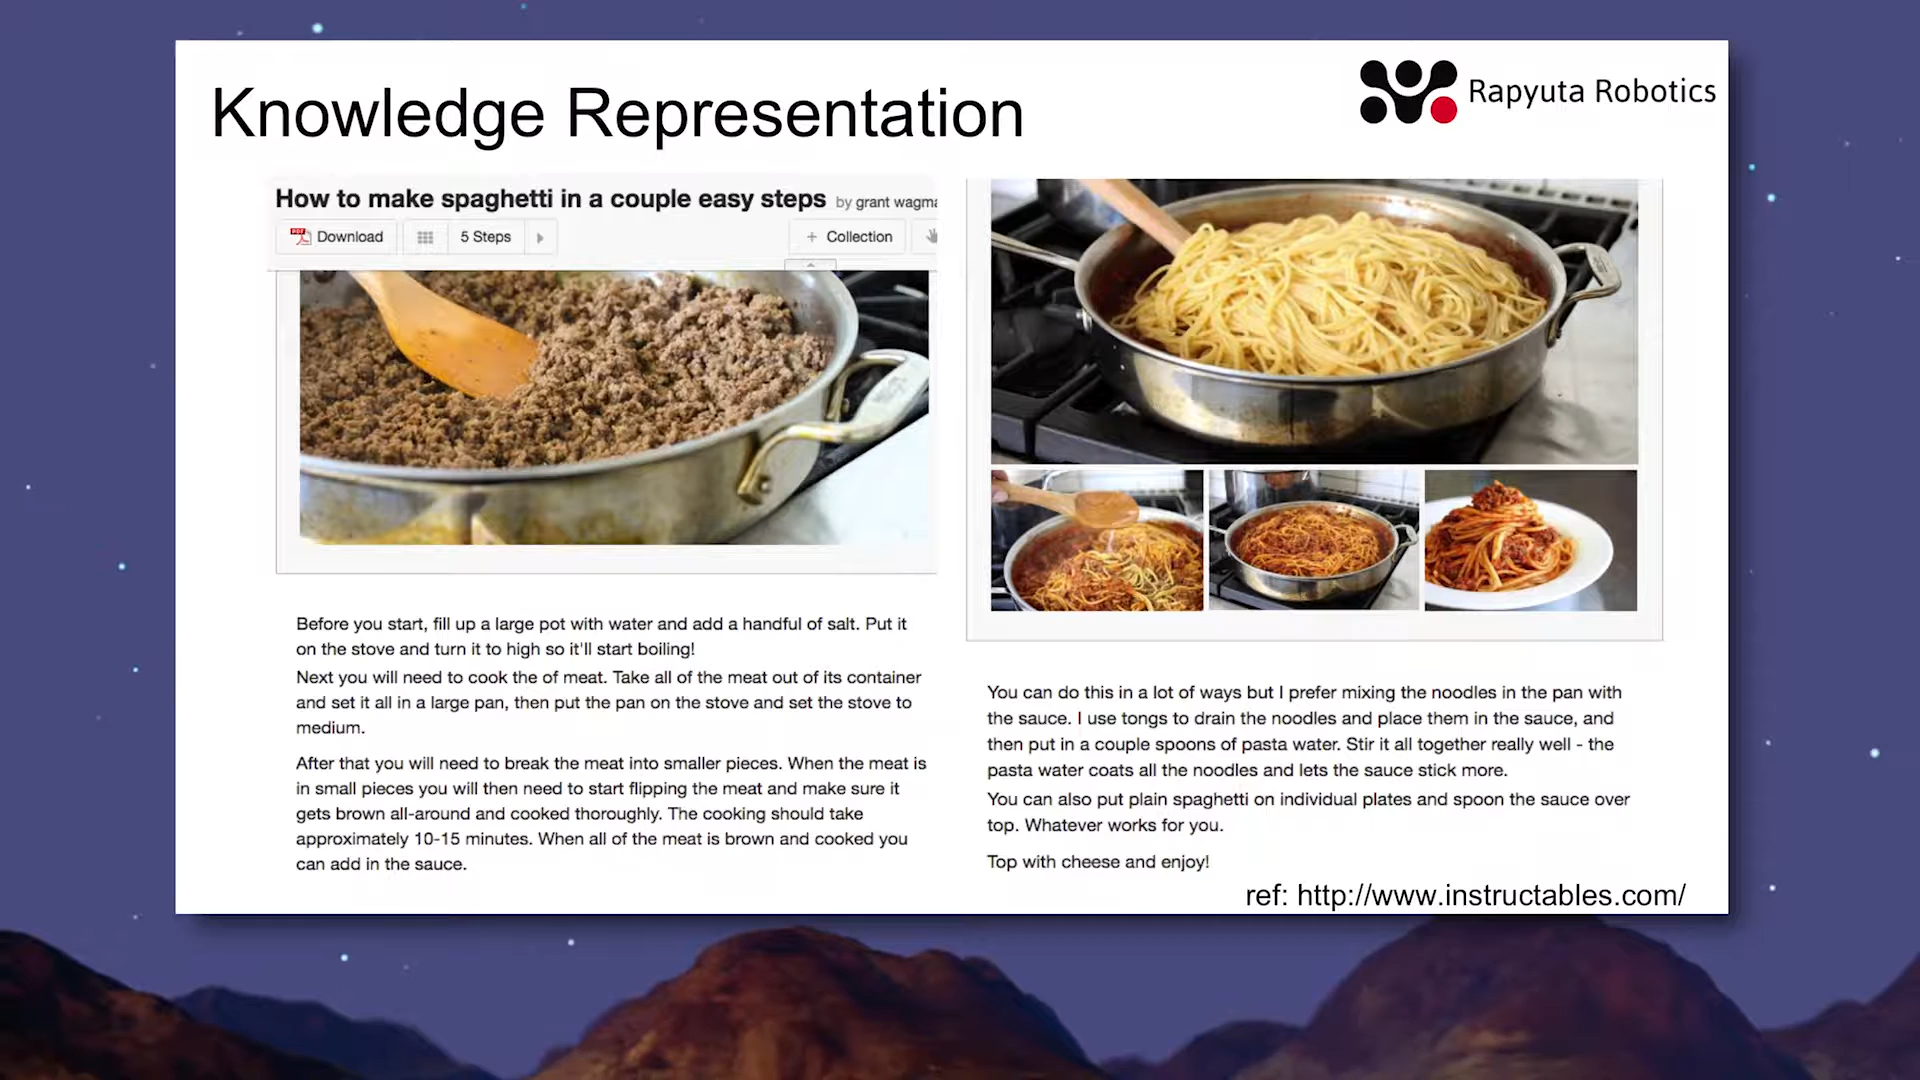 Knowledge Representation
Rapyuta Robotics
How to make spaghetti in a couple easy steps by grant
Download
5 Steps
+ Collection
Before you start, fill up a large pot with water and add a handful of salt. Put it
on the stove and turn it to high so it'll start boiling!
Next you will need to cook the of meat. Take all of the meat out of its container
and set it all in a large pan, then put the pan on the stove and set the stove to
medium.
After that you will need to break the meat into smaller pieces. When the meat is
in small pieces you will then need to start flipping the meat and make sure it
gets brown all-around and cooked thoroughly. The cooking should take
approximately 10-15 minutes. When all of the meat is brown and cooked you
can add in the sauce.
You can do this in a lot of ways but I prefer mixing the noodles in the pan with
the sauce. I use tongs to drain the noodles and place them in the sauce, and
then put in a couple spoons of pasta water. Stir it all together really well - the
pasta water coats all the noodles and lets the sauce stick more.
You can also put plain spaghetti on individual plates and spoon the sauce over
top. Whatever works for you.
Top with cheese and enjoy!
ref: http://www.instructables.com/